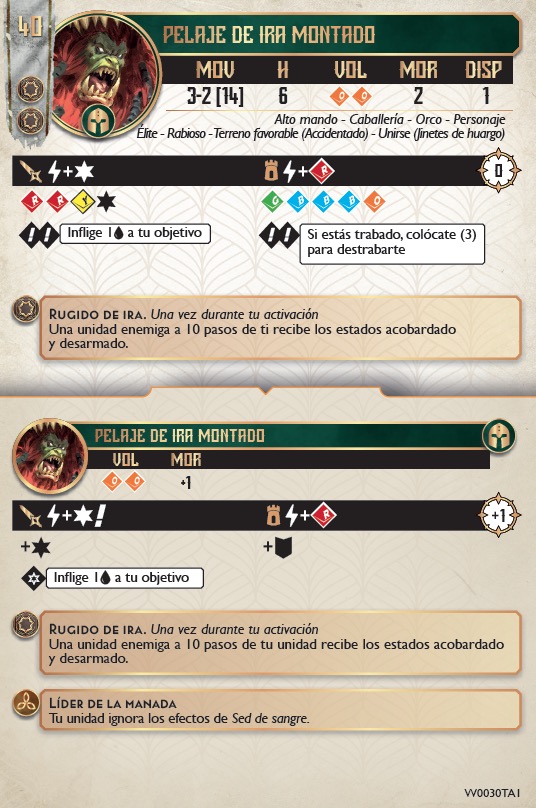 40
PELAJE DE IRA MONTADO
MOV H VOL MOR DISP
3-2 [14] 6 O O 2 1
Alto mando - Caballería - Orco - Personaje
Élite - Rabioso - Terreno favorable (Accidentado) - Unirse (Jinetes de huargo)
+ + R 0
R R Y G B B B O
! ! Inflige 1 a tu objetivo
! ! Si estás trabado, colócate (3)
para destrabarte
Rugido de ira. Una vez durante tu activación
Una unidad enemiga a 10 pasos de ti recibe los estados acobardado
y desarmado.
PELAJE DE IRA MONTADO
VOL MOR
O O +1
+ ! + R +1
+ +
Inflige 1 a tu objetivo
Rugido de ira. Una vez durante tu activación
Una unidad enemiga a 10 pasos de tu unidad recibe los estados acobardado
y desarmado.
Líder de la manada
Tu unidad ignora los efectos de Sed de sangre.
VV0030TA1